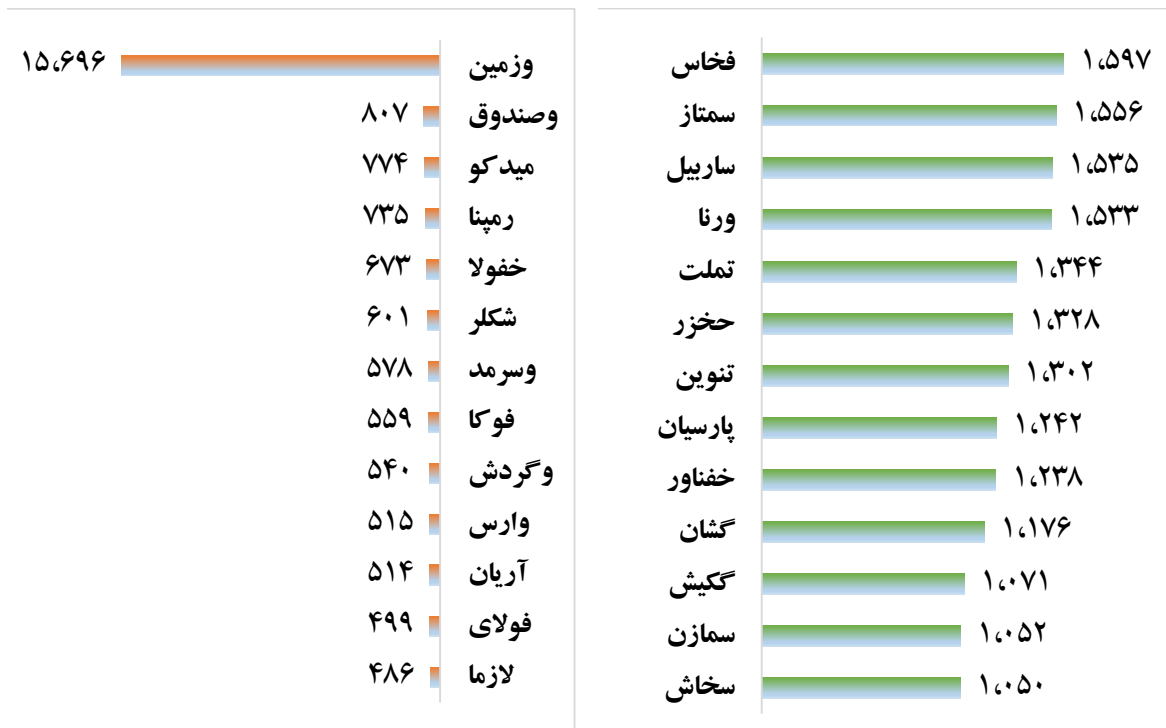 فخاس ۱،۵۹۷
سمتاز ۱،۵۵۶
ساربیل ۱،۵۳۵
ورنا ۱،۵۳۳
تملت ۱،۳۴۴
حخزر ۱،۳۲۸
تنوین ۱،۳۰۲
پارسیان ۱،۲۴۲
خفناور ۱،۲۳۸
گشان ۱،۱۷۶
گکیش ۱،۰۷۱
سمازن ۱،۰۵۲
سخاش ۱،۰۵۰
وزمین ۱۵،۶۹۶
وصندوق ۸۰۷
میدکو ۷۷۴
رمپنا ۷۳۵
خفولا ۶۷۳
شکلر ۶۰۱
وسرمد ۵۷۸
فوکا ۵۵۹
وگردش ۵۴۰
وارس ۵۱۵
آریان ۵۱۴
فولای ۴۹۹
لازما ۴۸۶